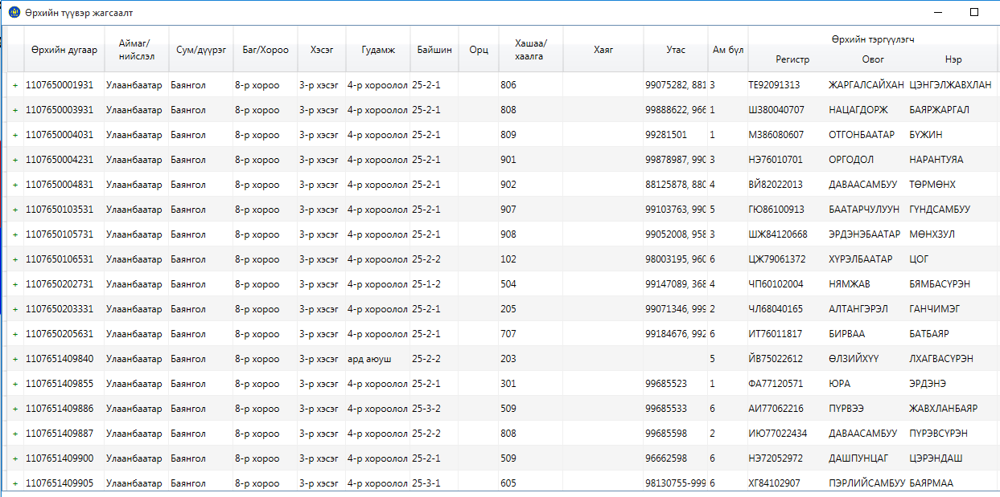 Өрхийн түүвэр жагсаалт
Өрхийн дугаар Аймаг/ нийслэл Сум/дүүрэг Баг/Хороо Хэсэг Гудамж Байшин Орц Хашаа/ хаалга Хаяг Утас Ам бүл Өрхийн тэргүүлэгч
Регистр Овог Нэр
+ 1107650001931 Улаанбаатар Баянгол 8-р хороо 3-р хэсэг 4-р хороолол 25-2-1 806 99075282, 881 3 ТЕ92091313 ЖАРГАЛСАЙХАН ЦЭНГЭЛЖАВХЛАН
+ 1107650003931 Улаанбаатар Баянгол 8-р хороо 3-р хэсэг 4-р хороолол 25-2-1 808 99888622, 966 1 Ш380040707 НАЦАГДОРЖ БАЯРЖАРГАЛ
+ 1107650004031 Улаанбаатар Баянгол 8-р хороо 3-р хэсэг 4-р хороолол 25-2-1 809 99281501 1 М386080607 ОТГОНБААТАР БҮЖИН
+ 1107650004231 Улаанбаатар Баянгол 8-р хороо 3-р хэсэг 4-р хороолол 25-2-1 901 99878987, 990 3 НЭ76010701 ОРГОДОЛ НАРАНТУЯА
+ 1107650004831 Улаанбаатар Баянгол 8-р хороо 3-р хэсэг 4-р хороолол 25-2-1 902 88125878, 880 4 ВЙ82022013 ДАВААСАМБУУ ТӨРМӨНХ
+ 1107650103531 Улаанбаатар Баянгол 8-р хороо 3-р хэсэг 4-р хороолол 25-2-1 907 99103763, 990 5 ГЮ86100913 БААТАРЧУЛУУН ГҮНДСАМБУУ
+ 1107650105731 Улаанбаатар Баянгол 8-р хороо 3-р хэсэг 4-р хороолол 25-2-1 908 99052008, 958 3 ШЖ84120668 ЭРДЭНЭБААТАР МӨНХЗУЛ
+ 1107650106531 Улаанбаатар Баянгол 8-р хороо 3-р хэсэг 4-р хороолол 25-2-2 102 98003195, 960 6 ЦЖ79061372 ХҮРЭЛБААТАР ЦОГ
+ 1107650202731 Улаанбаатар Баянгол 8-р хороо 3-р хэсэг 4-р хороолол 25-1-2 504 99147089, 368 4 ЧП60102004 НЯМЖАВ БЯМБАСҮРЭН
+ 1107650203331 Улаанбаатар Баянгол 8-р хороо 3-р хэсэг 4-р хороолол 25-2-1 205 99071346, 999 2 ЧЛ68040165 АЛТАНГЭРЭЛ ГАНЧИМЭГ
+ 1107650205631 Улаанбаатар Баянгол 8-р хороо 3-р хэсэг 4-р хороолол 25-2-1 707 99184676, 992 6 ИТ76011817 БИРВАА БАТБАЯР
+ 1107651409840 Улаанбаатар Баянгол 8-р хороо 3-р хэсэг ард аюуш 25-2-2 203 5 ЙВ75022612 ӨЛЗИЙХҮҮ ЛХАГВАСҮРЭН
+ 1107651409855 Улаанбаатар Баянгол 8-р хороо 3-р хэсэг 4-р хороолол 25-2-1 301 99685523 1 ФА77120571 ЮРА ЭРДЭНЭ
+ 1107651409886 Улаанбаатар Баянгол 8-р хороо 3-р хэсэг 4-р хороолол 25-3-2 509 99685533 6 АИ77062216 ПҮРВЭЭ ЖАВХЛАНБАЯР
+ 1107651409887 Улаанбаатар Баянгол 8-р хороо 3-р хэсэг 4-р хороолол 25-2-2 808 99685598 2 ИЮ77022434 ДАВААСАМБУУ ПҮРЭВСҮРЭН
+ 1107651409900 Улаанбаатар Баянгол 8-р хороо 3-р хэсэг 4-р хороолол 25-2-1 509 96662598 6 НЭ72052972 ДАШПУНЦАГ ЦЭРЭНДАШ
+ 1107651409905 Улаанбаатар Баянгол 8-р хороо 3-р хэсэг 4-р хороолол 25-3-1 605 98130755-999 6 ХГ84102907 ПЭРЛИЙСАМБУУ БАЯРМАА